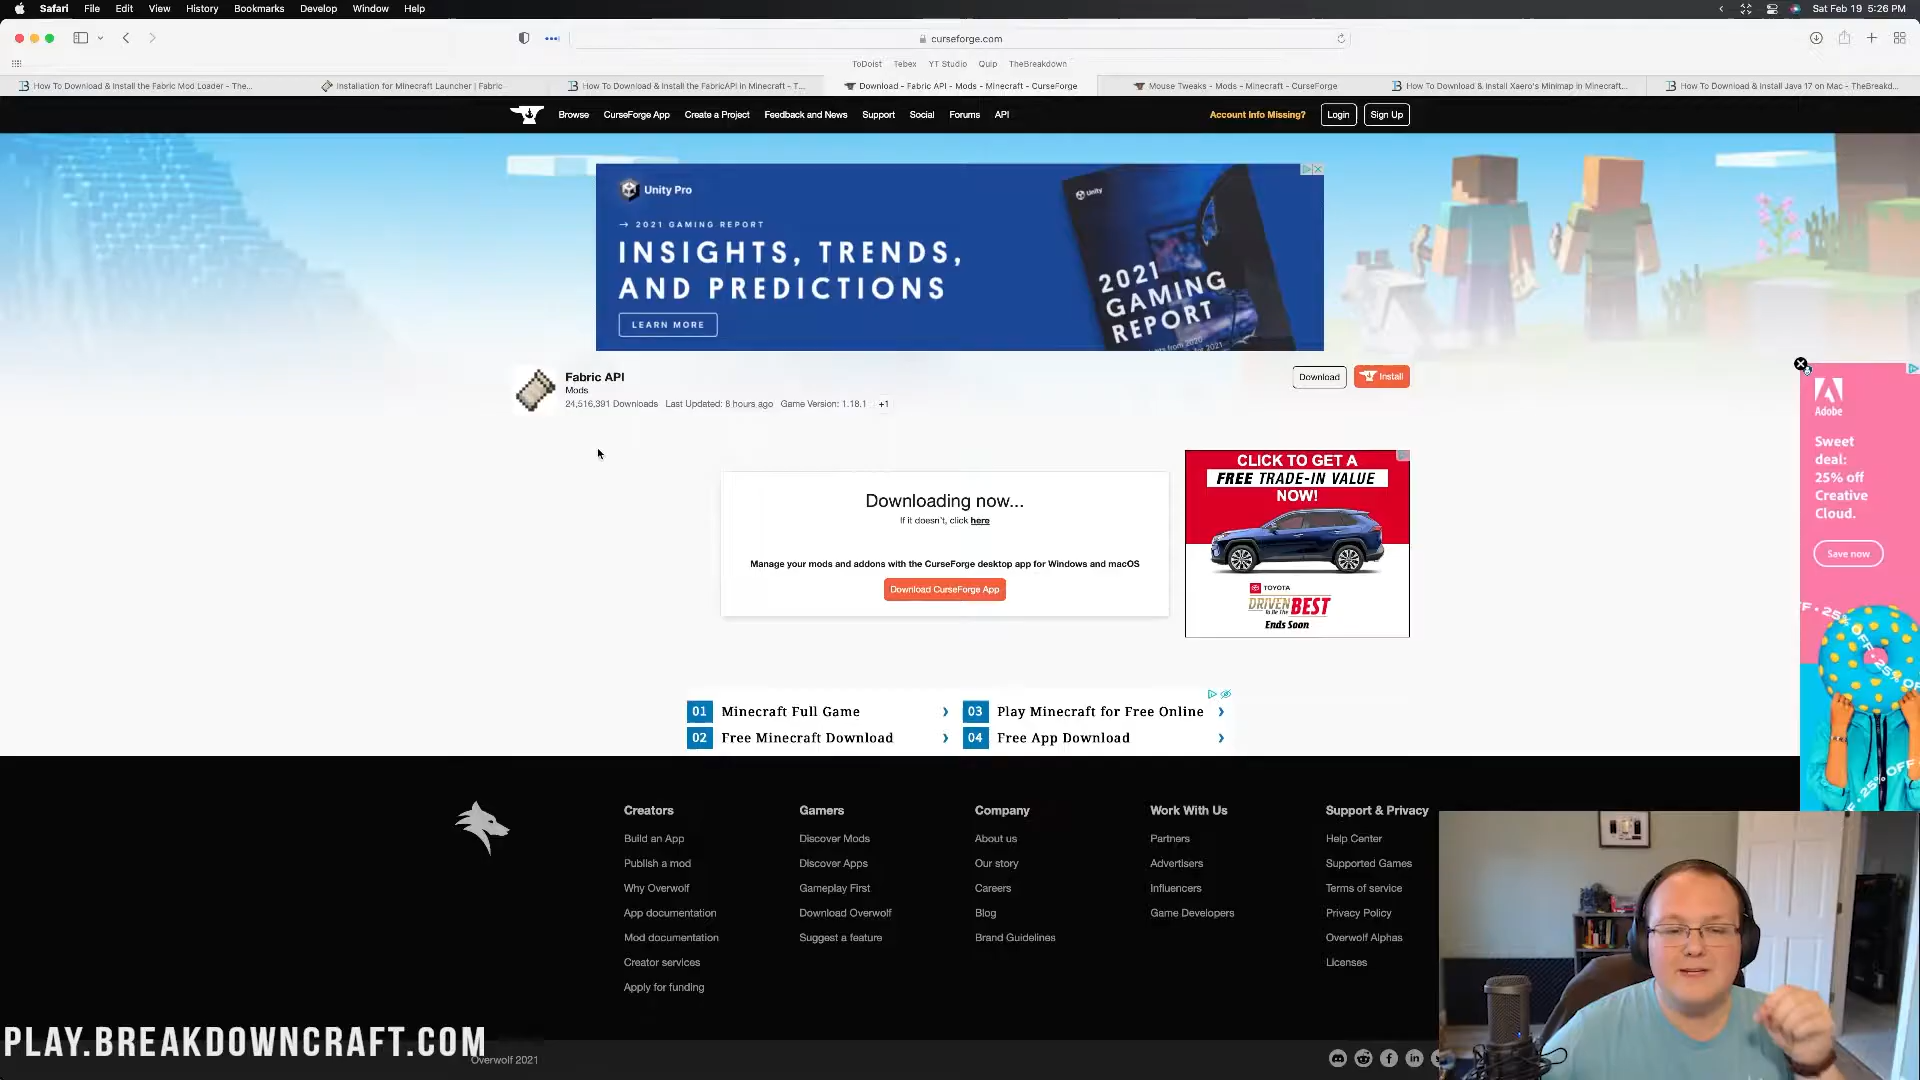 Safari File Edit View History Bookmarks Develop Window Help
Sat Feb 19 5:26 PM
curseforge.com
ToDoist Tebex YT Studio Quip TheBreakdown
How To Download & Install the Fabric Mod Loader - The...
Installation for Minecraft Launcher | Fabric
How To Download & Install the FabricAPI in Minecraft - T...
Download - Fabric API - Mods - Minecraft - CurseForge
Mouse Tweaks - Mods - Minecraft - CurseForge
How To Download & Install Xaero's Minimap in Minecraft...
How To Download & Install Java 17 on Mac - TheBreakd...
Browse CurseForge App Create a Project Feedback and News Support Social Forums API
Account Info Missing? Login Sign Up
Unity Pro
→ 2021 GAMING REPORT
INSIGHTS, TRENDS,
AND PREDICTIONS
LEARN MORE
Unity
2021
GAMING
REPORT
Fabric API
Mods
24,516,391 Downloads Last Updated: 8 hours ago Game Version: 1.18.1 +1
Download Install
Downloading now...
If it doesn't, click here
Manage your mods and addons with the CurseForge desktop app for Windows and macOS
Download CurseForge App
CLICK TO GET A
FREE TRADE-IN VALUE
NOW!
TOYOTA
DRIVEN
To Be The
BEST
Ends Soon
Adobe
Sweet
deal:
25% off
Creative
Cloud.
Save now
01 Minecraft Full Game
03 Play Minecraft for Free Online
02 Free Minecraft Download
04 Free App Download
Creators
Build an App
Publish a mod
Why Overwolf
App documentation
Mod documentation
Creator services
Apply for funding
Gamers
Discover Mods
Discover Apps
Gameplay First
Download Overwolf
Suggest a feature
Company
About us
Our story
Careers
Blog
Brand Guidelines
Work With Us
Partners
Advertisers
Influencers
Game Developers
Support & Privacy
Help Center
Supported Games
Terms of service
Privacy Policy
Overwolf Alphas
Licenses
PLAY.BREAKDOWNCRAFT.COM
Overwolf 2021